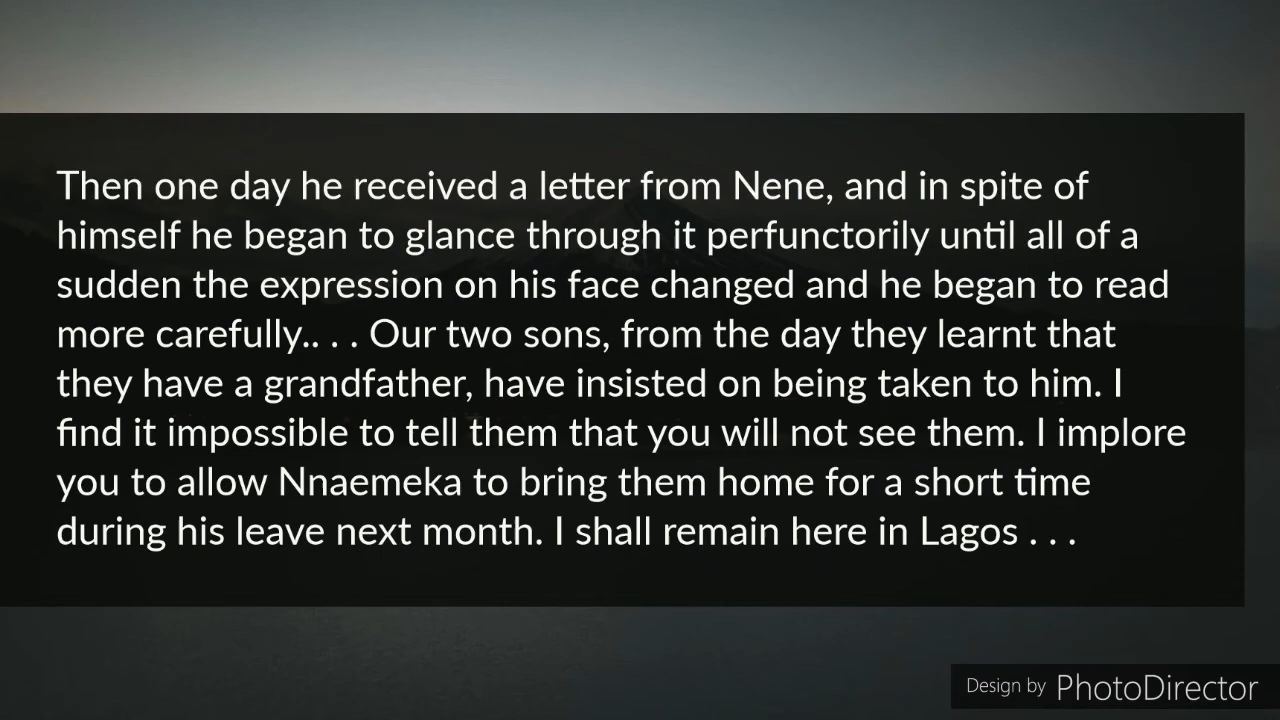 Then one day he received a letter from Nene, and in spite of
himself he began to glance through it perfunctorily until all of a
sudden the expression on his face changed and he began to read
more carefully.. . . Our two sons, from the day they learnt that
they have a grandfather, have insisted on being taken to him. I
find it impossible to tell them that you will not see them. I implore
you to allow Nnaemeka to bring them home for a short time
during his leave next month. I shall remain here in Lagos . . .
Design by PhotoDirector